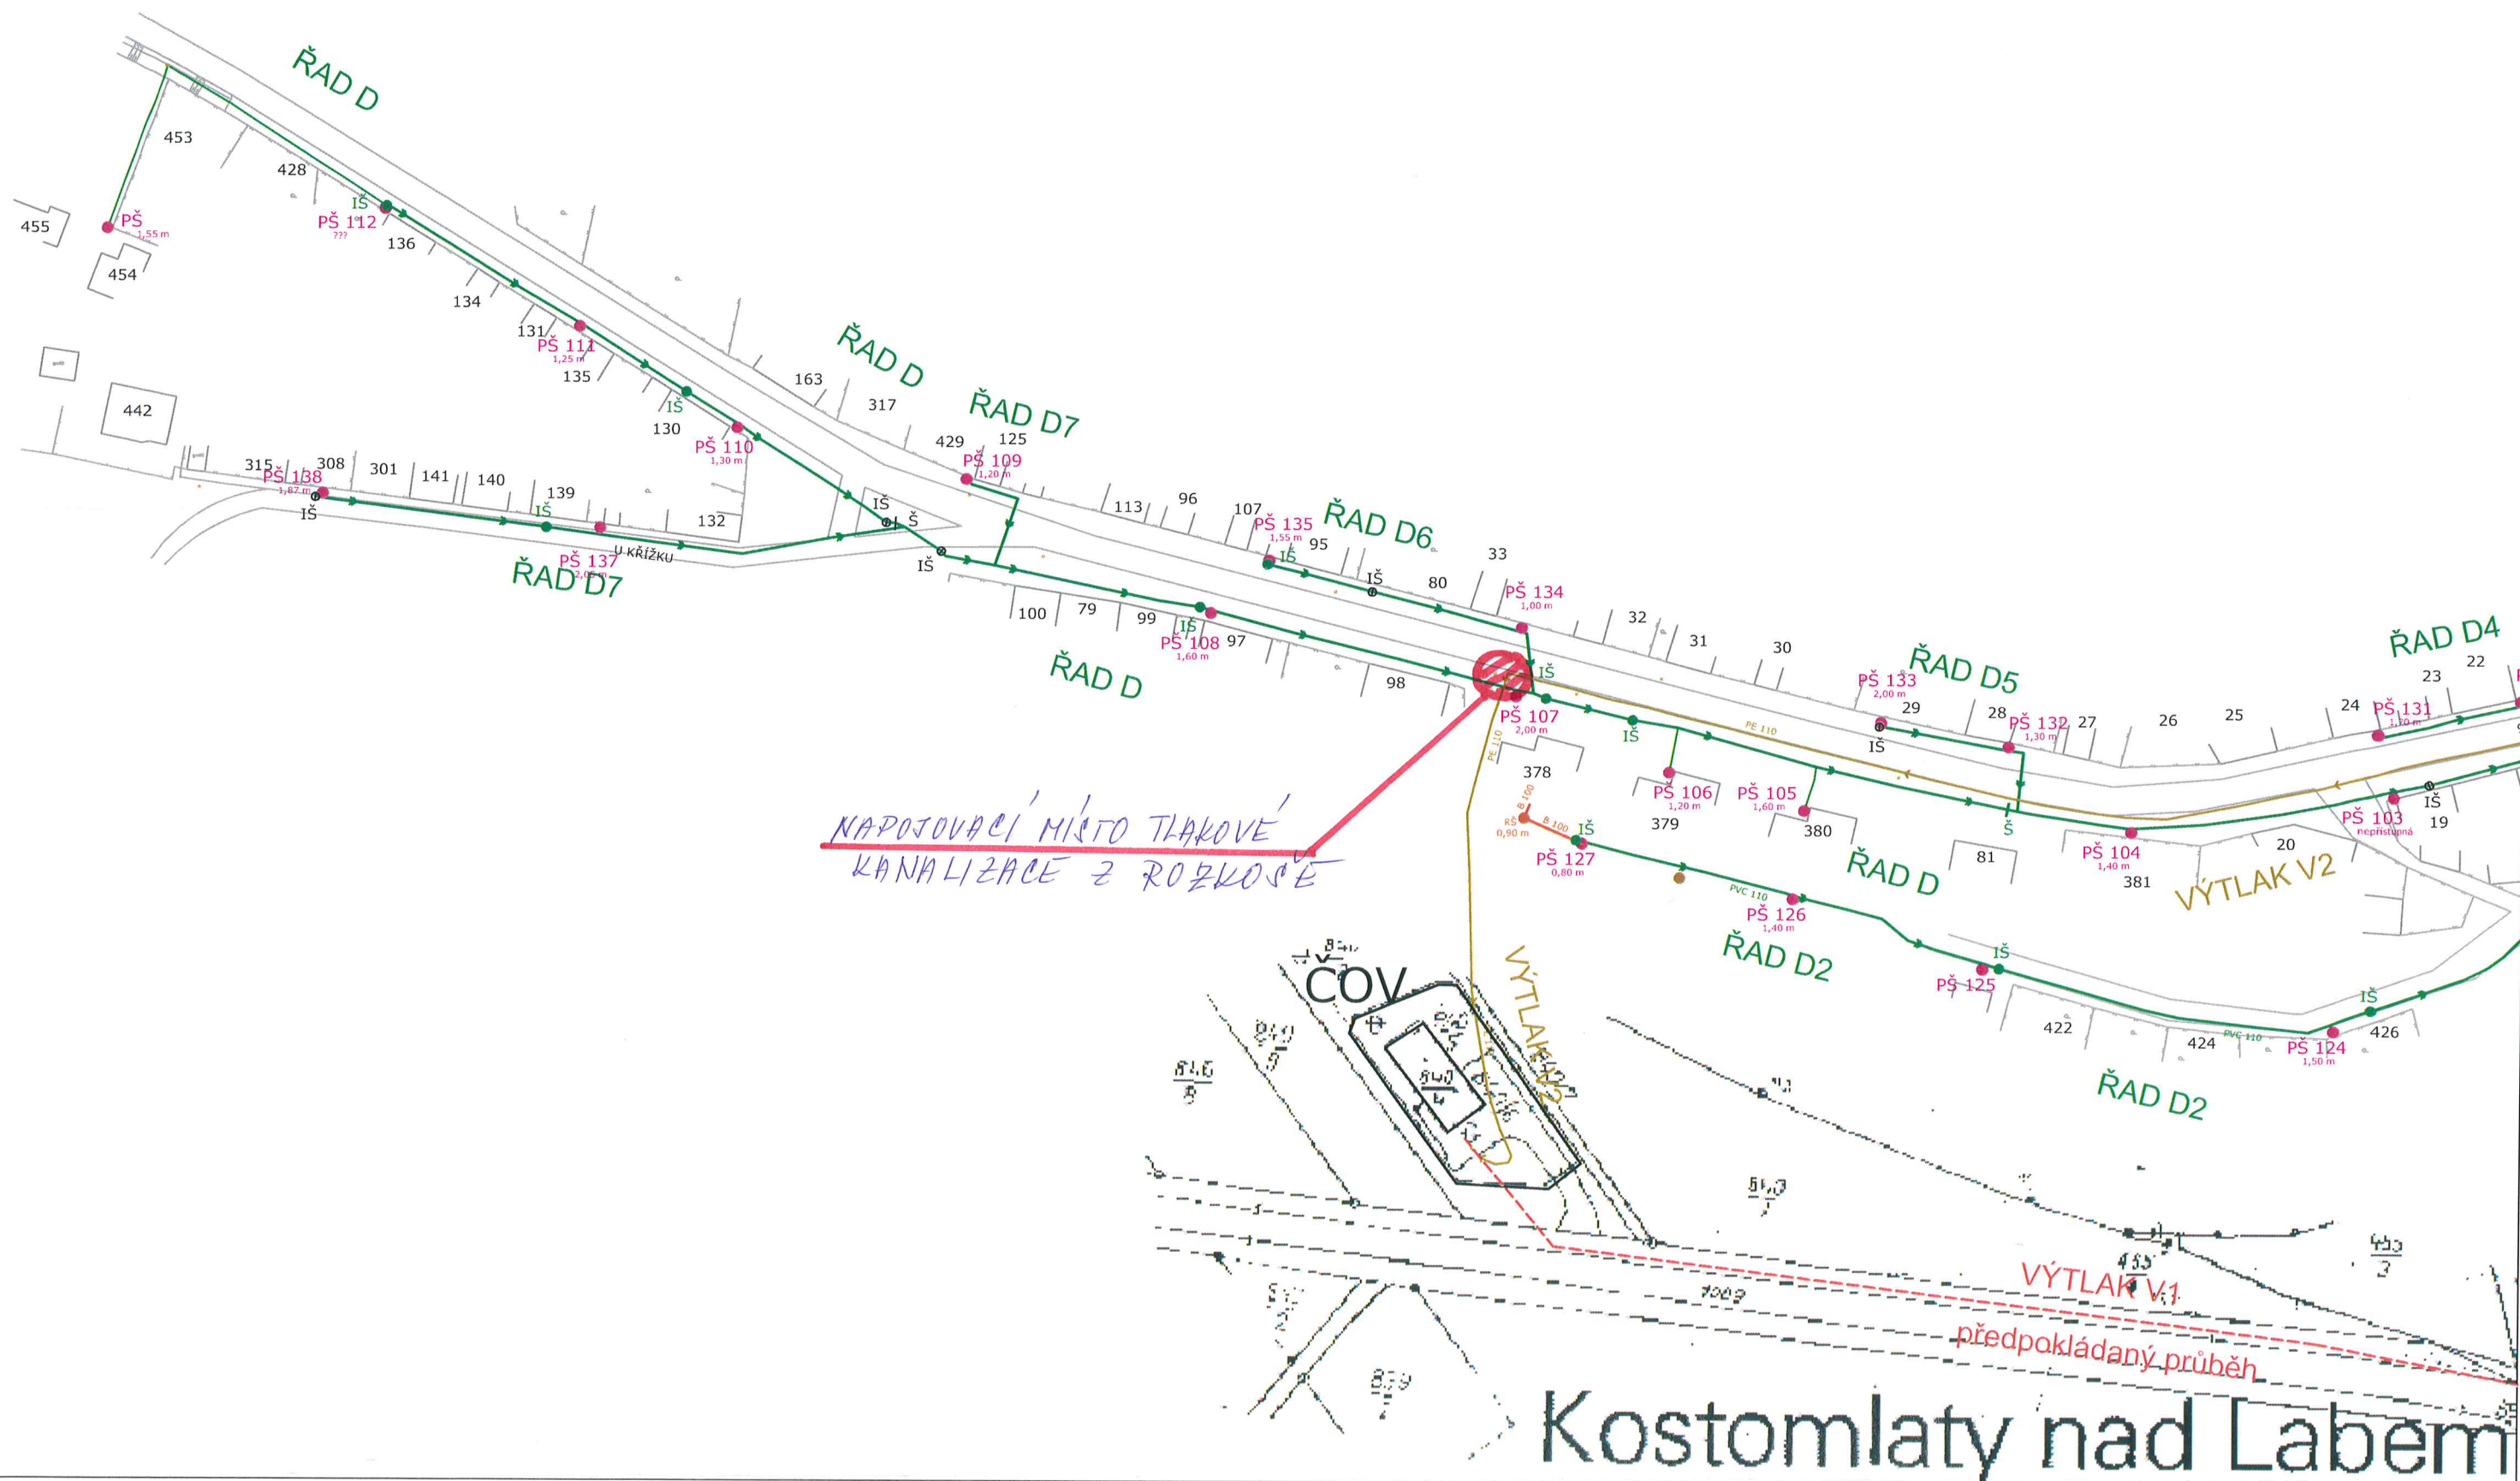 ŘAD D
453
428
IŠ
PŠ 112
???
136
455
PŠ
1,55 m
454
134
131
PŠ 111
1,25 m
135
IŠ
130
PŠ 110
1,30 m
442
163
317
ŘAD D
ŘAD D7
429
125
PŠ 109
1,20 m
315
308
301
141
140
139
132
PŠ 138
1,87 m
IŠ
IŠ
PŠ 137
U KŘÍŽKU
ŘAD D7
IŠ
Š
IŠ
113
96
107
PŠ 135
1,55 m
IŠ
95
ŘAD D6
IŠ
80
33
PŠ 134
1,00 m
100
79
99
IŠ
PŠ 108
1,60 m
97
ŘAD D
98
32
31
30
IŠ
PŠ 107
2,00 m
PE 110
PE 110
IŠ
PŠ 133
2,00 m
29
IŠ
ŘAD D5
28
PŠ 132
1,30 m
27
26
25
24
PŠ 131
1,70 m
23
22
ŘAD D4
378
B 100
RŠ
0,90 m
B 100
IŠ
PŠ 127
0,80 m
PŠ 106
1,20 m
379
PŠ 105
1,60 m
380
ŘAD D
Š
81
PŠ 104
1,40 m
381
20
PŠ 103
nepřístupná
IŠ
19
VÝTLAK V2
NAPOJOVACÍ MÍSTO TLAKOVÉ
KANALIZACE Z ROZKOŠE
PVC 110
PŠ 126
1,40 m
ŘAD D2
IŠ
PŠ 125
422
424
PVC 110
PŠ 124
1,50 m
IŠ
426
ŘAD D2
ČOV
VÝTLAK V2
VÝTLAK V1
předpokládaný průběh
Kostomlaty nad Labem